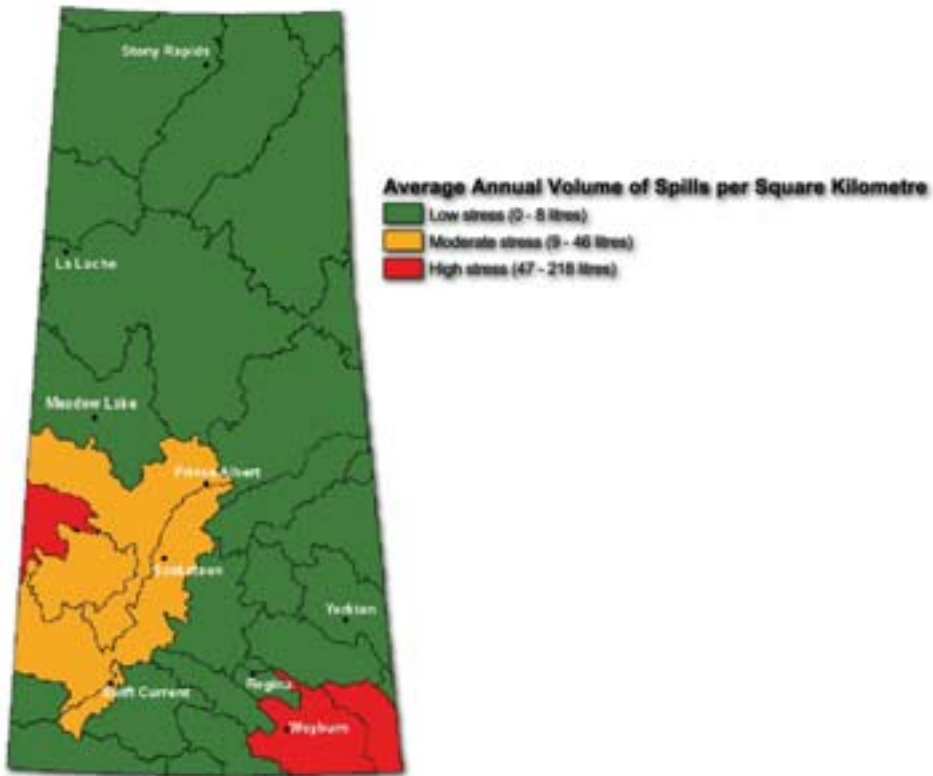 Stony Rapids
Average Annual Volume of Spills per Square Kilometre
Low stress (0 - 8 litres)
Moderate stress (9 - 46 litres)
High stress (47 - 218 litres)
La Loche
Meadow Lake
Prince Albert
Saskatoon
Yorkton
Regina
Swift Current
Weyburn